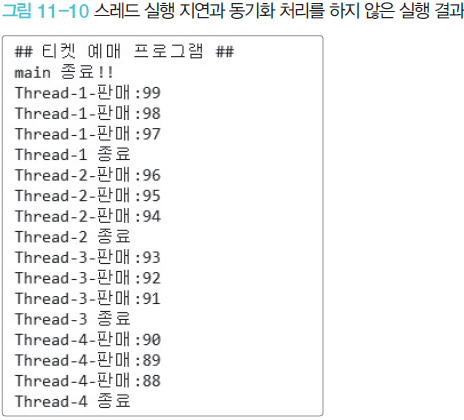 그림 11-10 스레드 실행 지연과 동기화 처리를 하지 않은 실행 결과
## 티켓 예매 프로그램 ##
main 종료!!
Thread-1-판매:99
Thread-1-판매:98
Thread-1-판매:97
Thread-1 종료
Thread-2-판매:96
Thread-2-판매:95
Thread-2-판매:94
Thread-2 종료
Thread-3-판매:93
Thread-3-판매:92
Thread-3-판매:91
Thread-3 종료
Thread-4-판매:90
Thread-4-판매:89
Thread-4-판매:88
Thread-4 종료